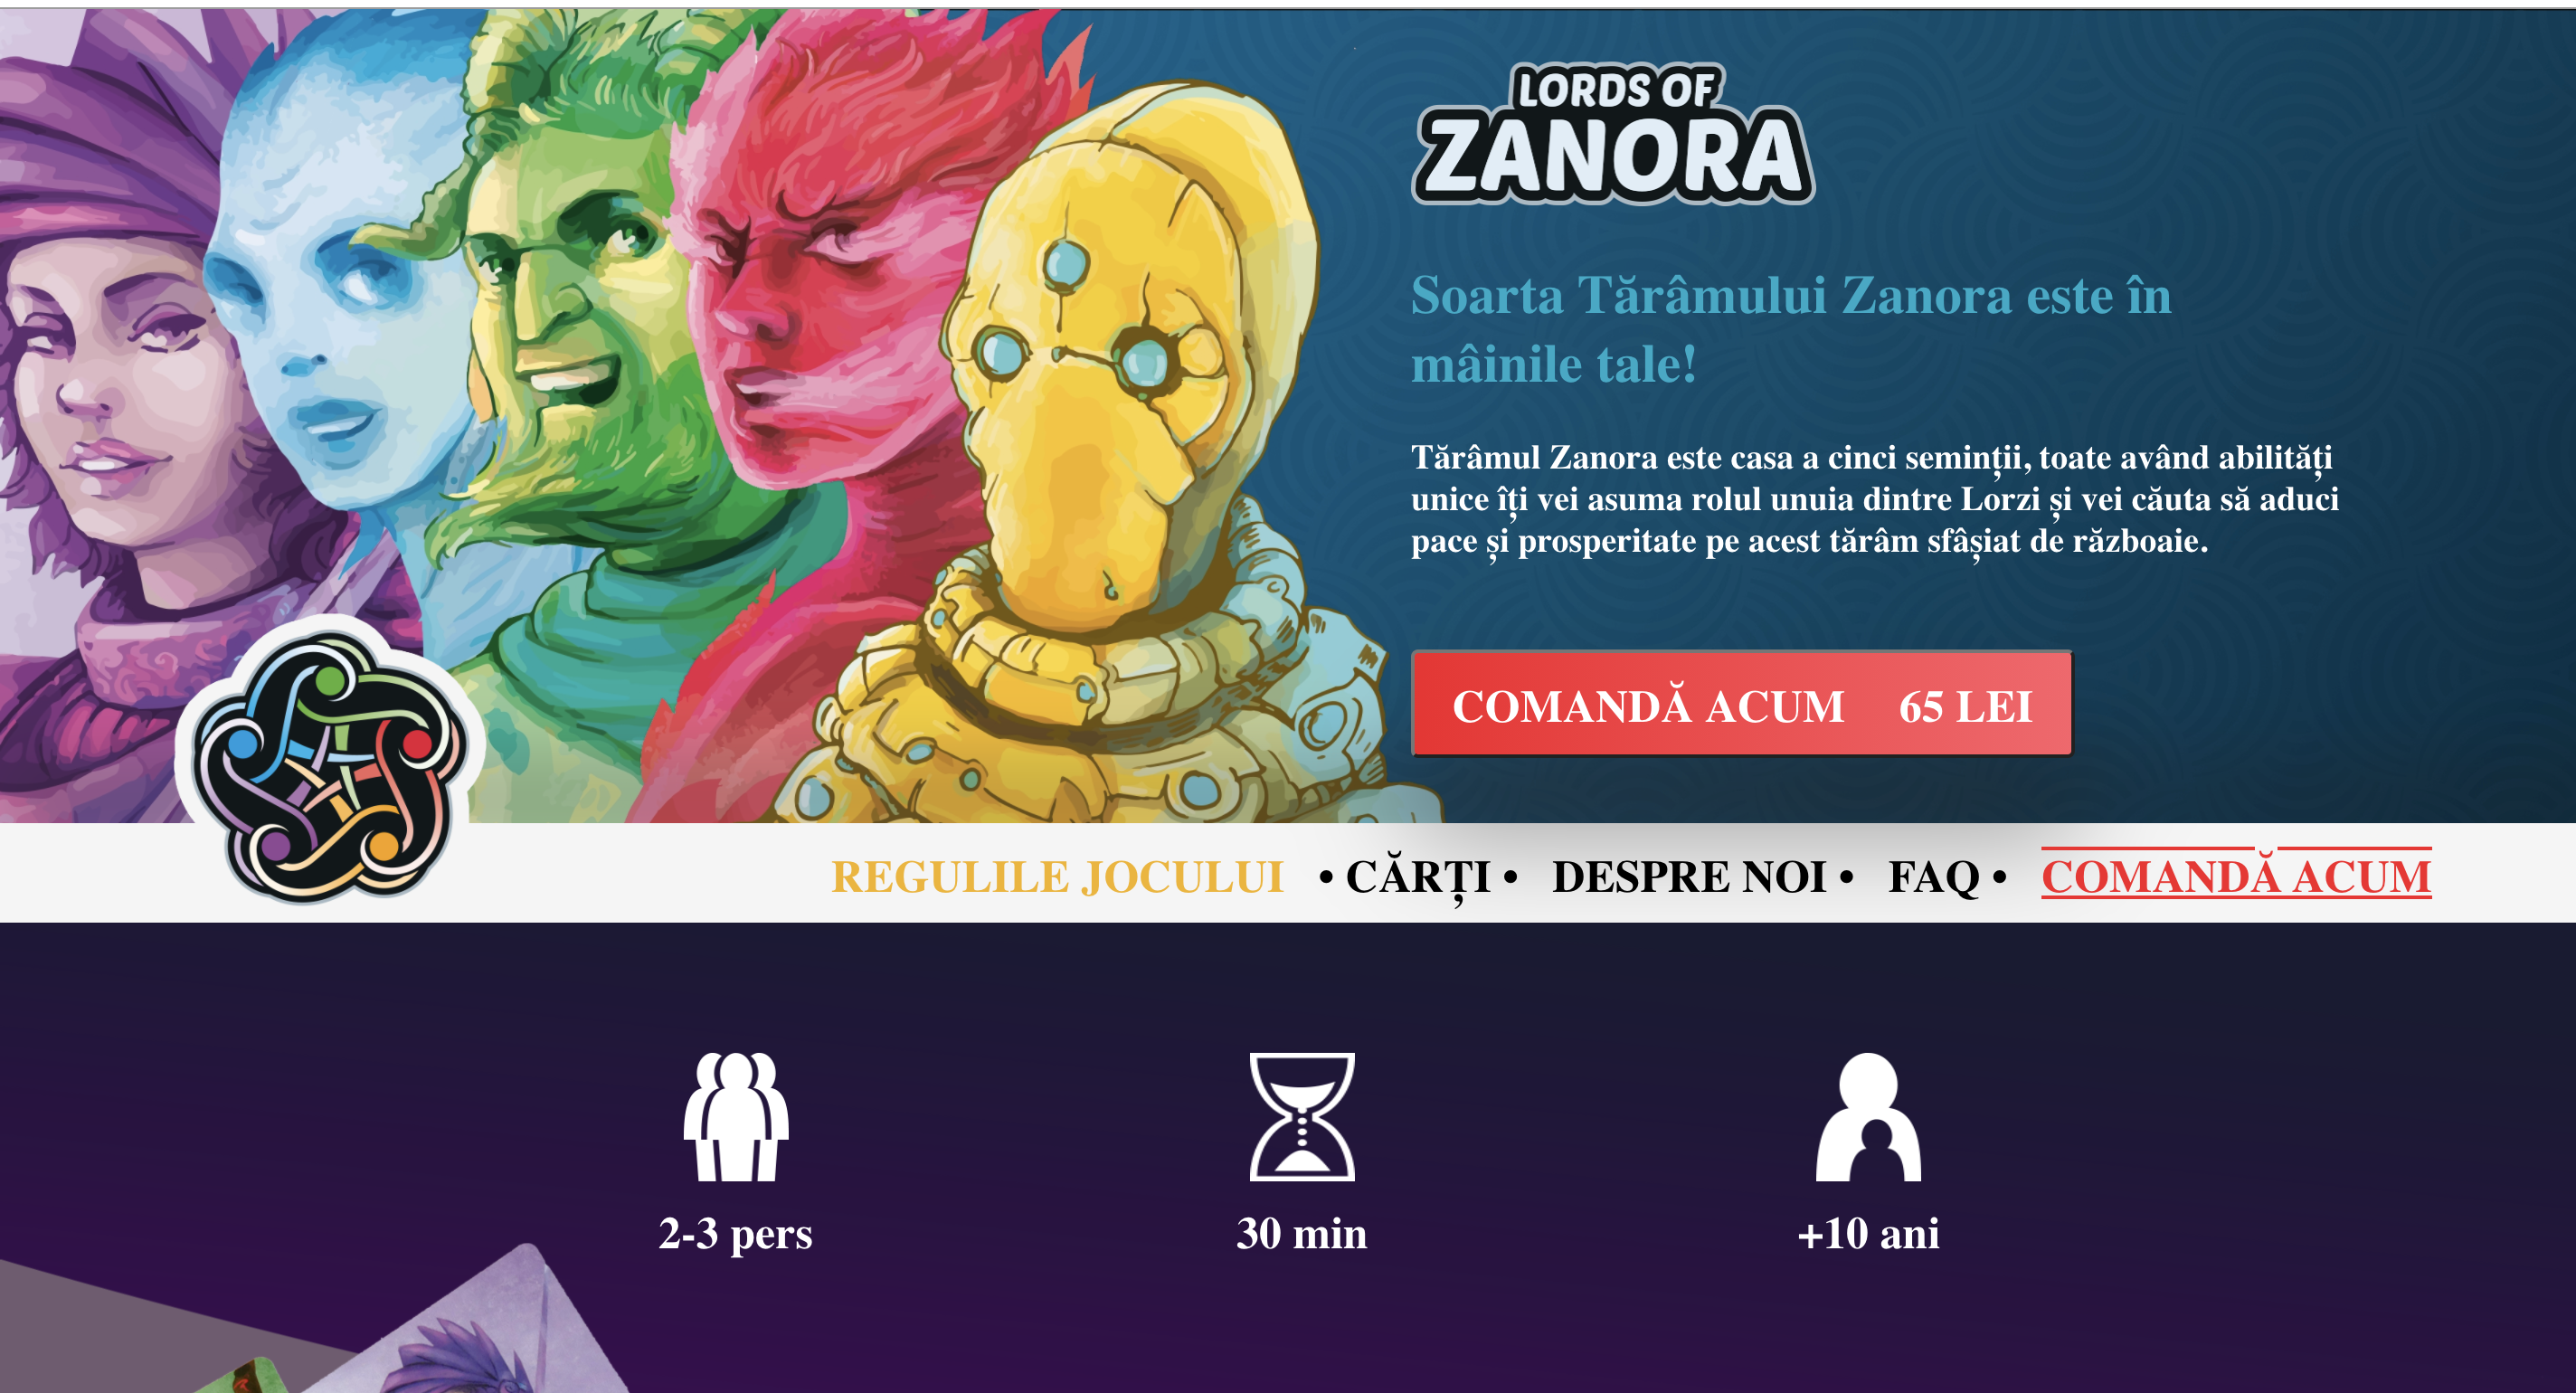 LORDS OF
ZANORA
Soarta Tărâmului Zanora este în
mâinile tale!
Tărâmul Zanora este casa a cinci seminții, toate având abilități
unice îți vei asuma rolul unuia dintre Lorzi și vei căuta să aduci
pace și prosperitate pe acest tărâm sfâșiat de războaie.
COMANDĂ ACUM 65 LEI
REGULILE JOCULUI • CĂRȚI • DESPRE NOI • FAQ • COMANDĂ ACUM
2-3 pers
30 min
+10 ani